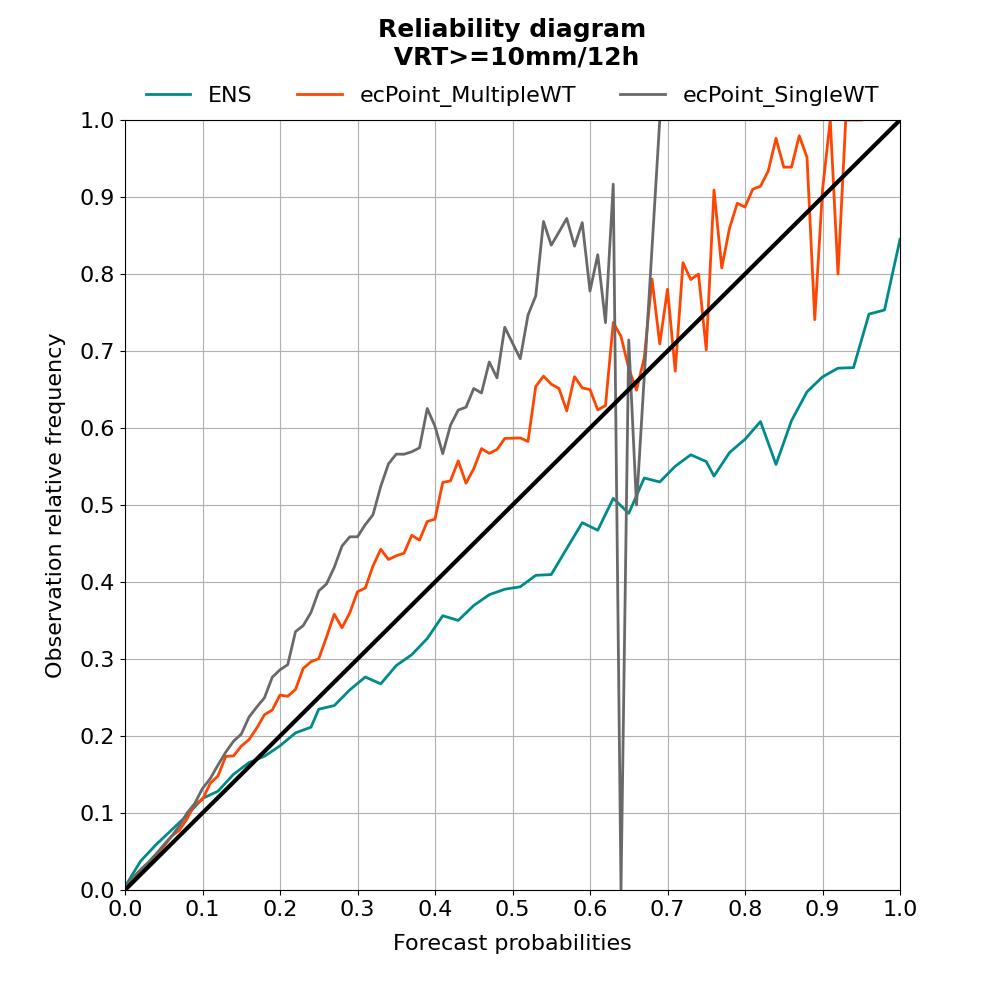 Reliability diagram
VRT>=10mm/12h
ENS ecPoint_MultipleWT ecPoint_SingleWT
1.0
0.9
0.8
0.7
0.6
0.5
0.4
0.3
0.2
0.1
0.0
Observation relative frequency
0.0 0.1 0.2 0.3 0.4 0.5 0.6 0.7 0.8 0.9 1.0
Forecast probabilities